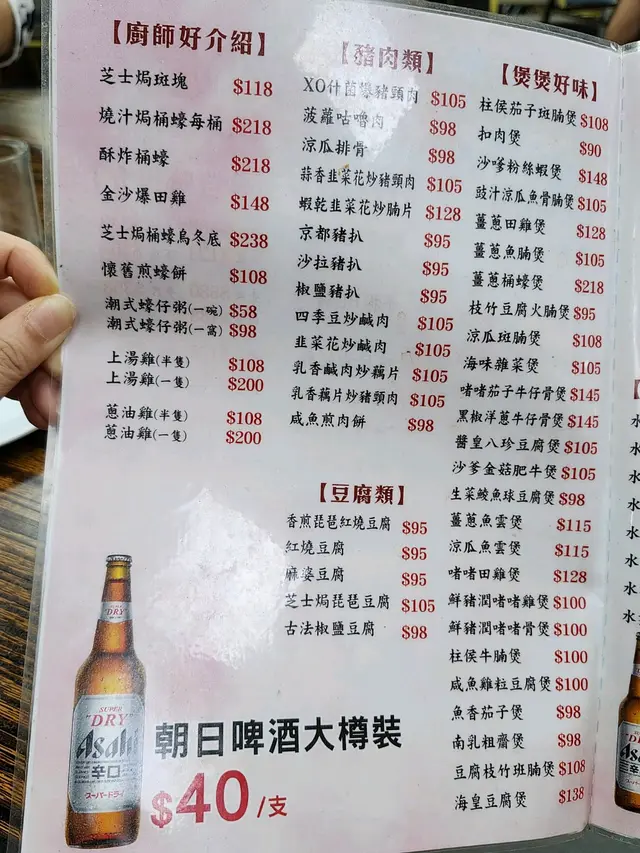 【廚師好介紹】
芝士焗斑塊 $118
燒汁焗桶蠔每桶 $218
酥炸桶蠔 $218
金沙爆田雞 $148
芝士焗桶蠔烏冬底 $238
懷舊煎蠔餅 $108
潮式蠔仔粥(一碗) $58
潮式蠔仔粥(一窩) $98
上湯雞(半隻) $108
上湯雞(一隻) $200
蔥油雞(半隻) $108
蔥油雞(一隻) $200
【豬肉類】
XO什菌爆豬頸肉 $105
菠蘿咕嚕肉 $98
涼瓜排骨 $98
蒜香韭菜花炒豬頸肉 $105
蝦乾韭菜花炒腩片 $128
京都豬扒 $95
沙拉豬扒 $95
椒鹽豬扒 $95
四季豆炒鹹肉 $105
韭菜花炒鹹肉 $105
乳香鹹肉炒藕片 $105
乳香藕片炒豬頸肉 $105
咸魚煎肉餅 $98
【豆腐類】
香煎琵琶紅燒豆腐 $95
紅燒豆腐 $95
麻婆豆腐 $95
芝士焗琵琶豆腐 $105
古法椒鹽豆腐 $98
【煲煲好味】
柱侯茄子斑腩煲 $108
扣肉煲 $90
沙嗲粉絲蝦煲 $148
豉汁涼瓜魚骨腩煲 $105
薑蔥田雞煲 $128
薑蔥魚腩煲 $105
薑蔥桶蠔煲 $218
枝竹豆腐火腩煲 $95
涼瓜斑腩煲 $108
海味雜菜煲 $105
啫啫茄子牛仔骨煲 $145
黑椒洋蔥牛仔骨煲 $145
醬皇八珍豆腐煲 $105
沙爹金菇肥牛煲 $105
生菜鯪魚球豆腐煲 $98
薑蔥魚雲煲 $115
涼瓜魚雲煲 $115
啫啫田雞煲 $128
鮮豬潤啫啫雞煲 $100
鮮豬潤啫啫骨煲 $100
柱侯牛腩煲 $100
咸魚雞粒豆腐煲 $100
魚香茄子煲 $98
南乳粗齋煲 $98
豆腐枝竹斑腩煲 $108
海皇豆腐煲 $138
SUPER
"DRY"
Asahi
辛口
スーパードライ
朝日啤酒大樽裝
$40/支